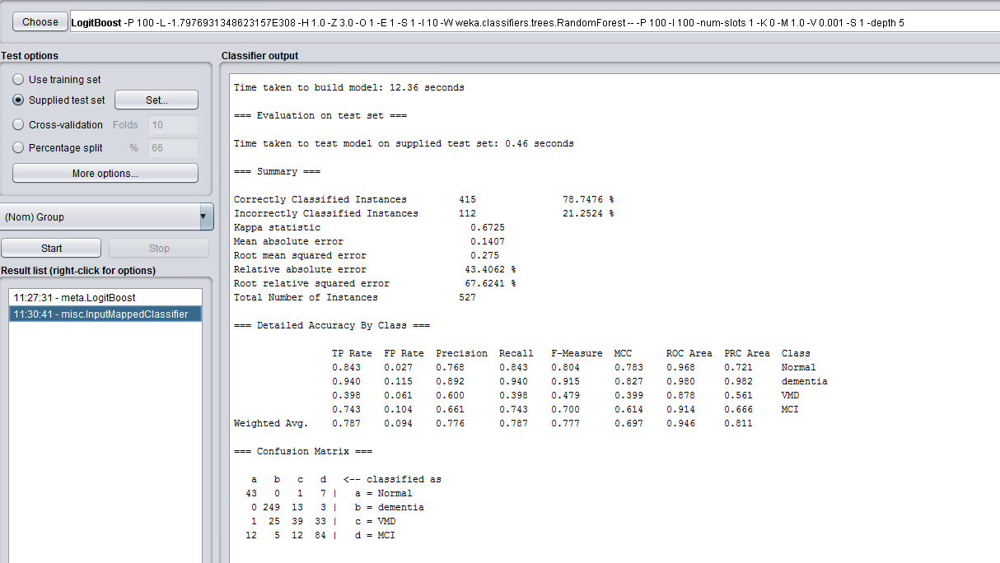 Choose LogitBoost -P 100 -L -1.7976931348623157E308 -H 1.0 -Z 3.0 -O 1 -E 1 -S 1 -I 10 -W weka.classifiers.trees.RandomForest -- -P 100 -I 100 -num-slots 1 -K 0 -M 1.0 -V 0.001 -S 1 -depth 5
Test options
Use training set
Supplied test set Set...
Cross-validation Folds 10
Percentage split % 66
More options...
(Nom) Group
Start Stop
Result list (right-click for options)
11:27:31 - meta.LogitBoost
11:30:41 - misc.InputMappedClassifier
Classifier output
Time taken to build model: 12.36 seconds
=== Evaluation on test set ===
Time taken to test model on supplied test set: 0.46 seconds
=== Summary ===
Correctly Classified Instances 415 78.7476 %
Incorrectly Classified Instances 112 21.2524 %
Kappa statistic 0.6725
Mean absolute error 0.1407
Root mean squared error 0.275
Relative absolute error 43.4062 %
Root relative squared error 67.6241 %
Total Number of Instances 527
=== Detailed Accuracy By Class ===
TP Rate FP Rate Precision Recall F-Measure MCC ROC Area PRC Area Class
0.843 0.027 0.768 0.843 0.804 0.783 0.968 0.721 Normal
0.940 0.115 0.892 0.940 0.915 0.827 0.980 0.982 dementia
0.398 0.061 0.600 0.398 0.479 0.399 0.878 0.561 VMD
0.743 0.104 0.661 0.743 0.700 0.614 0.914 0.666 MCI
Weighted Avg. 0.787 0.094 0.776 0.787 0.777 0.697 0.946 0.811
=== Confusion Matrix ===
a b c d <-- classified as
43 0 1 7 | a = Normal
0 249 13 3 | b = dementia
1 25 39 33 | c = VMD
12 5 12 84 | d = MCI